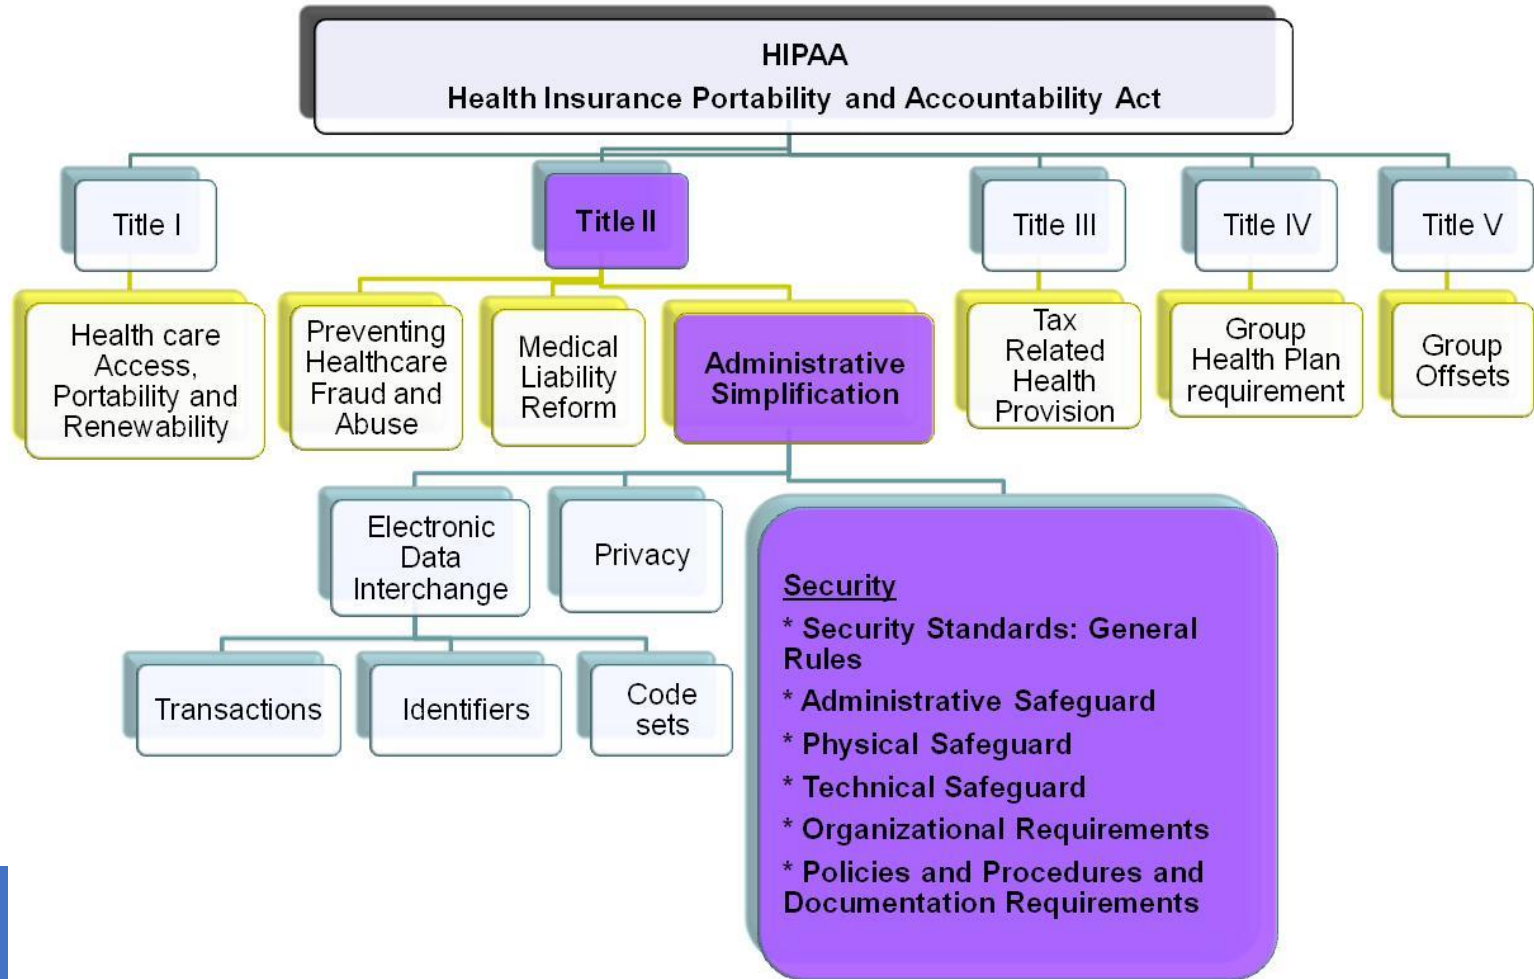 HIPAA
Health Insurance Portability and Accountability Act
Title I
Title II
Title III
Title IV
Title V
Health care
Access,
Portability and
Renewability
Preventing
Healthcare
Fraud and
Abuse
Medical
Liability
Reform
Administrative
Simplification
Tax
Related
Health
Provision
Group
Health Plan
requirement
Group
Offsets
Electronic
Data
Interchange
Privacy
Security
* Security Standards: General
Rules
* Administrative Safeguard
* Physical Safeguard
* Technical Safeguard
* Organizational Requirements
* Policies and Procedures and
Documentation Requirements
Transactions
Identifiers
Code
sets